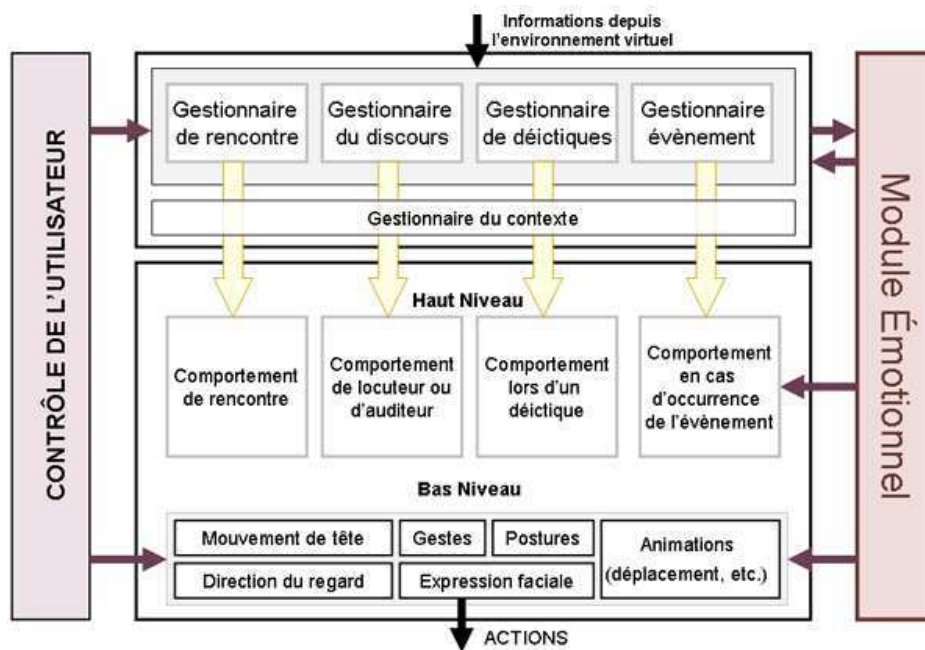 Informations depuis
l'environnement virtuel
CONTRÔLE DE L'UTILISATEUR
Gestionnaire
de rencontre
Gestionnaire
du discours
Gestionnaire
de déictiques
Gestionnaire
évènement
Gestionnaire du contexte
Module Émotionnel
Haut Niveau
Comportement
de rencontre
Comportement
de locuteur ou
d'auditeur
Comportement
lors d'un
déictique
Comportement
en cas
d'occurrence
de l'évènement
Bas Niveau
Mouvement de tête
Gestes
Postures
Animations
(déplacement, etc.)
Direction du regard
Expression faciale
ACTIONS